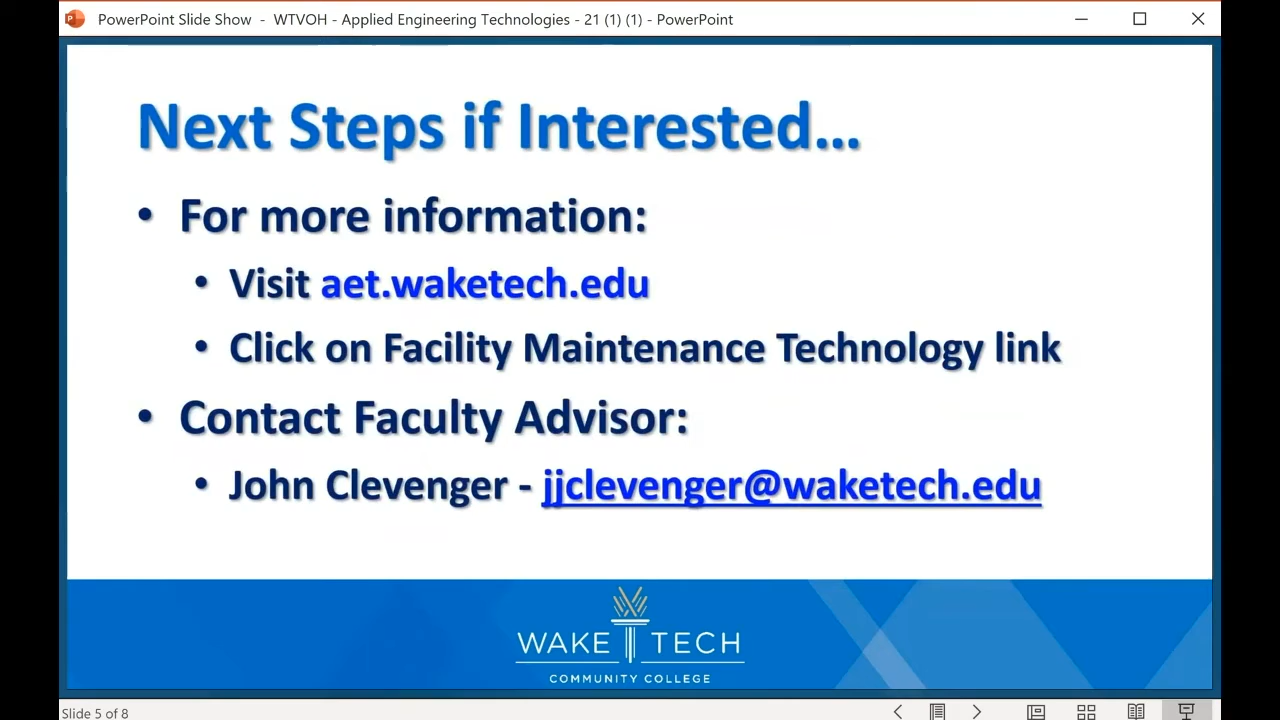 PowerPoint Slide Show - WTVOH - Applied Engineering Technologies - 21 (1) (1) - PowerPoint
Next Steps if Interested...
• For more information:
• Visit aet.waketech.edu
• Click on Facility Maintenance Technology link
• Contact Faculty Advisor:
• John Clevenger - jjclevenger@waketech.edu
WAKE TECH
COMMUNITY COLLEGE
Slide 5 of 8